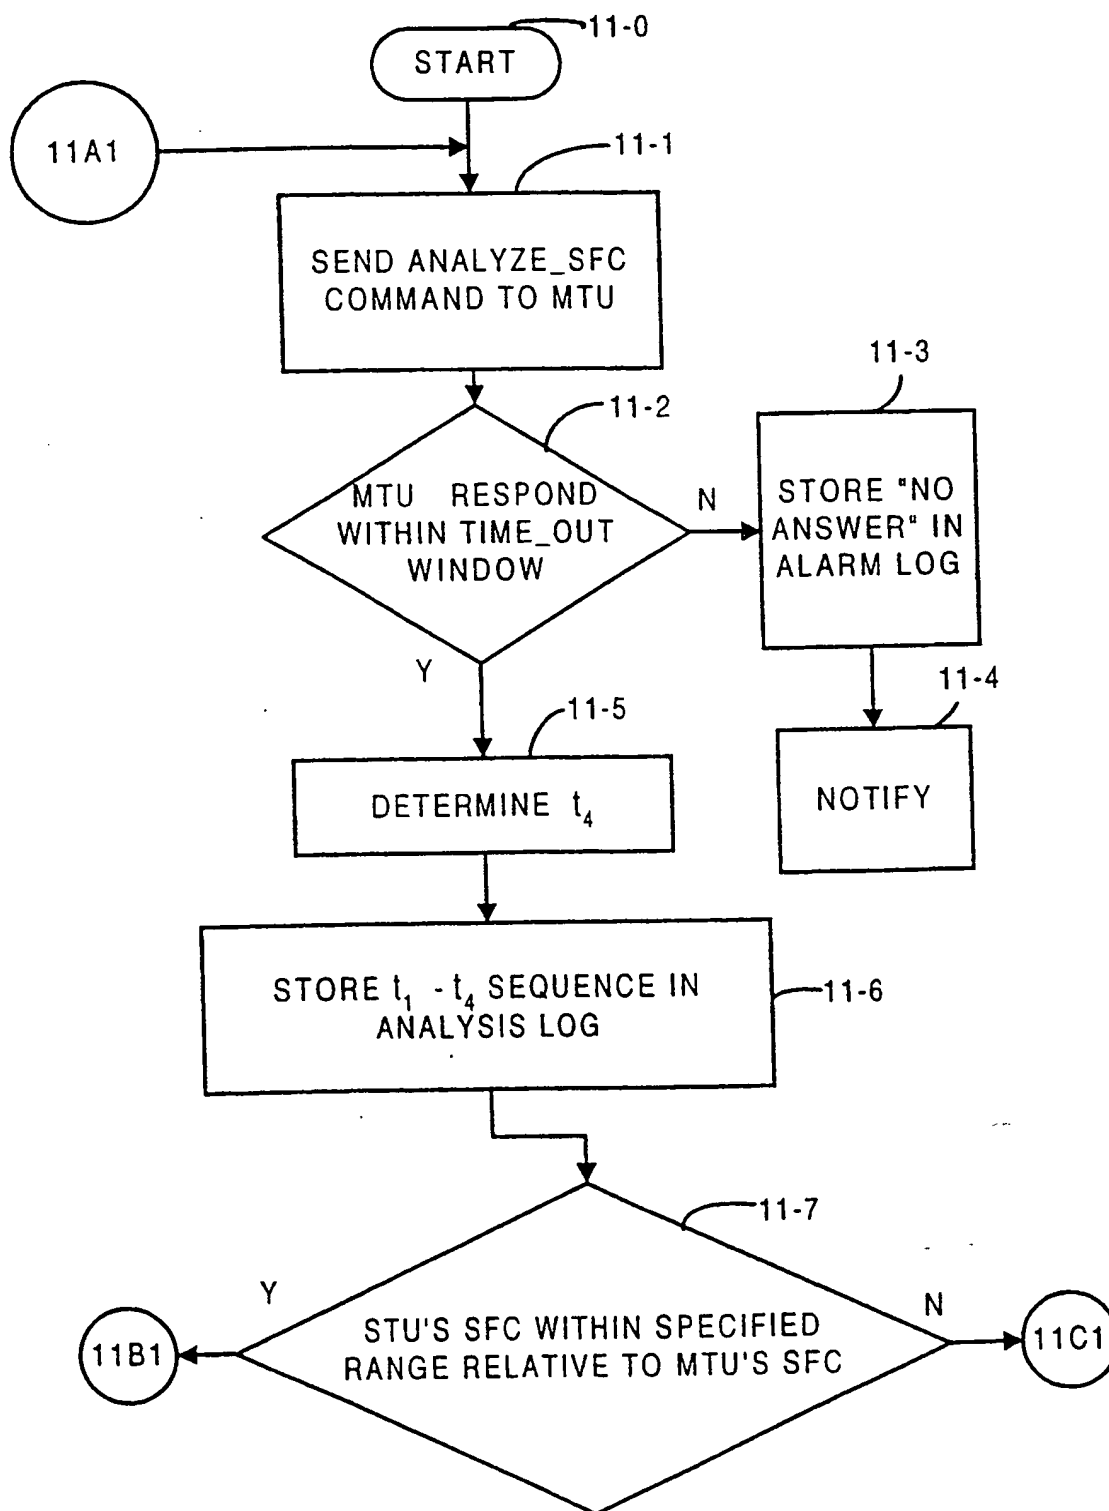 11-0
START
11A1
11-1
SEND ANALYZE_SFC
COMMAND TO MTU
11-2
MTU RESPOND
WITHIN TIME_OUT
WINDOW
N
Y
11-3
STORE "NO
ANSWER" IN
ALARM LOG
11-4
NOTIFY
11-5
DETERMINE t₄
11-6
STORE t₁ - t₄ SEQUENCE IN
ANALYSIS LOG
11-7
Y
N
STU'S SFC WITHIN SPECIFIED
RANGE RELATIVE TO MTU'S SFC
11B1
11C1